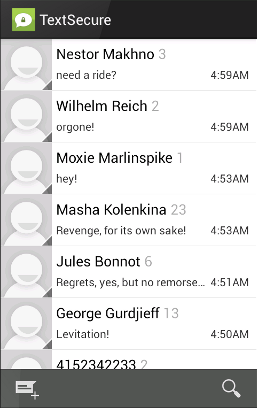 TextSecure
Nestor Makhno 3
need a ride? 4:59AM
Wilhelm Reich 2
orgone! 4:59AM
Moxie Marlinspike 1
hey! 4:53AM
Masha Kolenkina 23
Revenge, for its own sake! 4:53AM
Jules Bonnot 6
Regrets, yes, but no remorse... 4:51AM
George Gurdjieff 13
Levitation! 4:50AM
4152342233 2